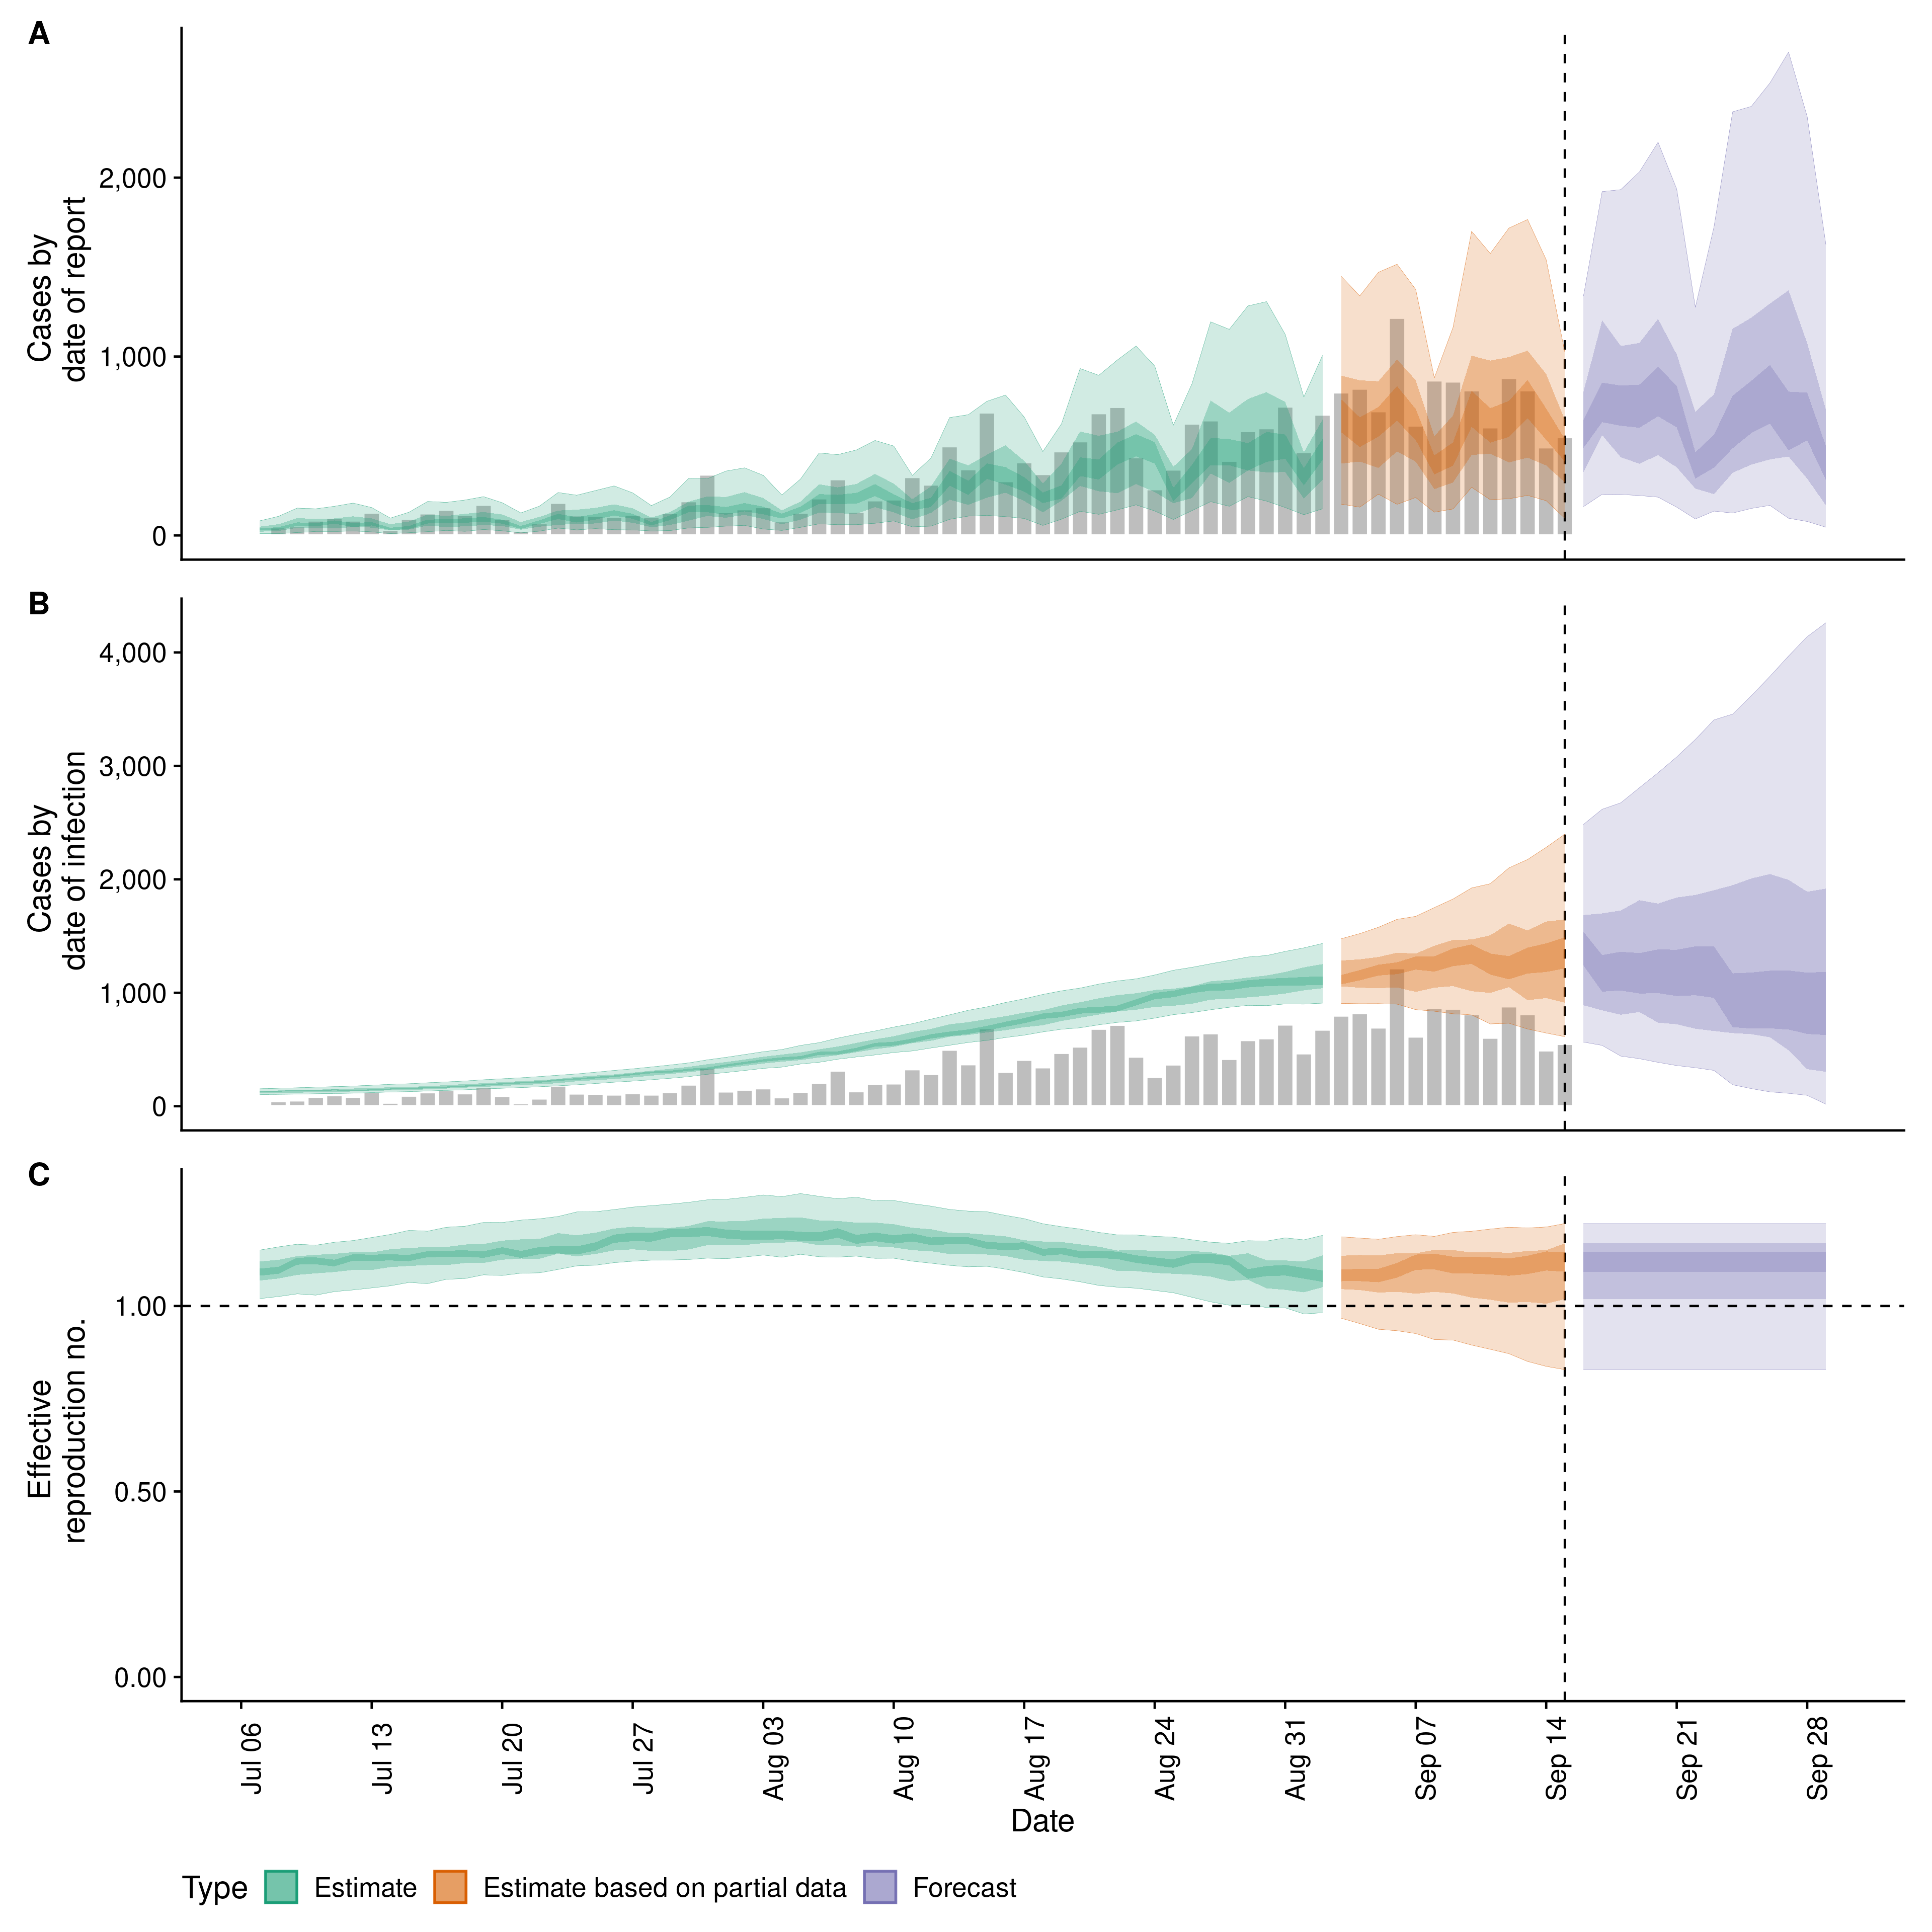 A
Cases by
date of report
2,000
1,000
0
B
Cases by
date of infection
4,000
3,000
2,000
1,000
0
C
Effective
reproduction no.
1.00
0.50
0.00
Jul 06
Jul 13
Jul 20
Jul 27
Aug 03
Aug 10
Aug 17
Aug 24
Aug 31
Sep 07
Sep 14
Sep 21
Sep 28
Date
Type Estimate Estimate based on partial data Forecast